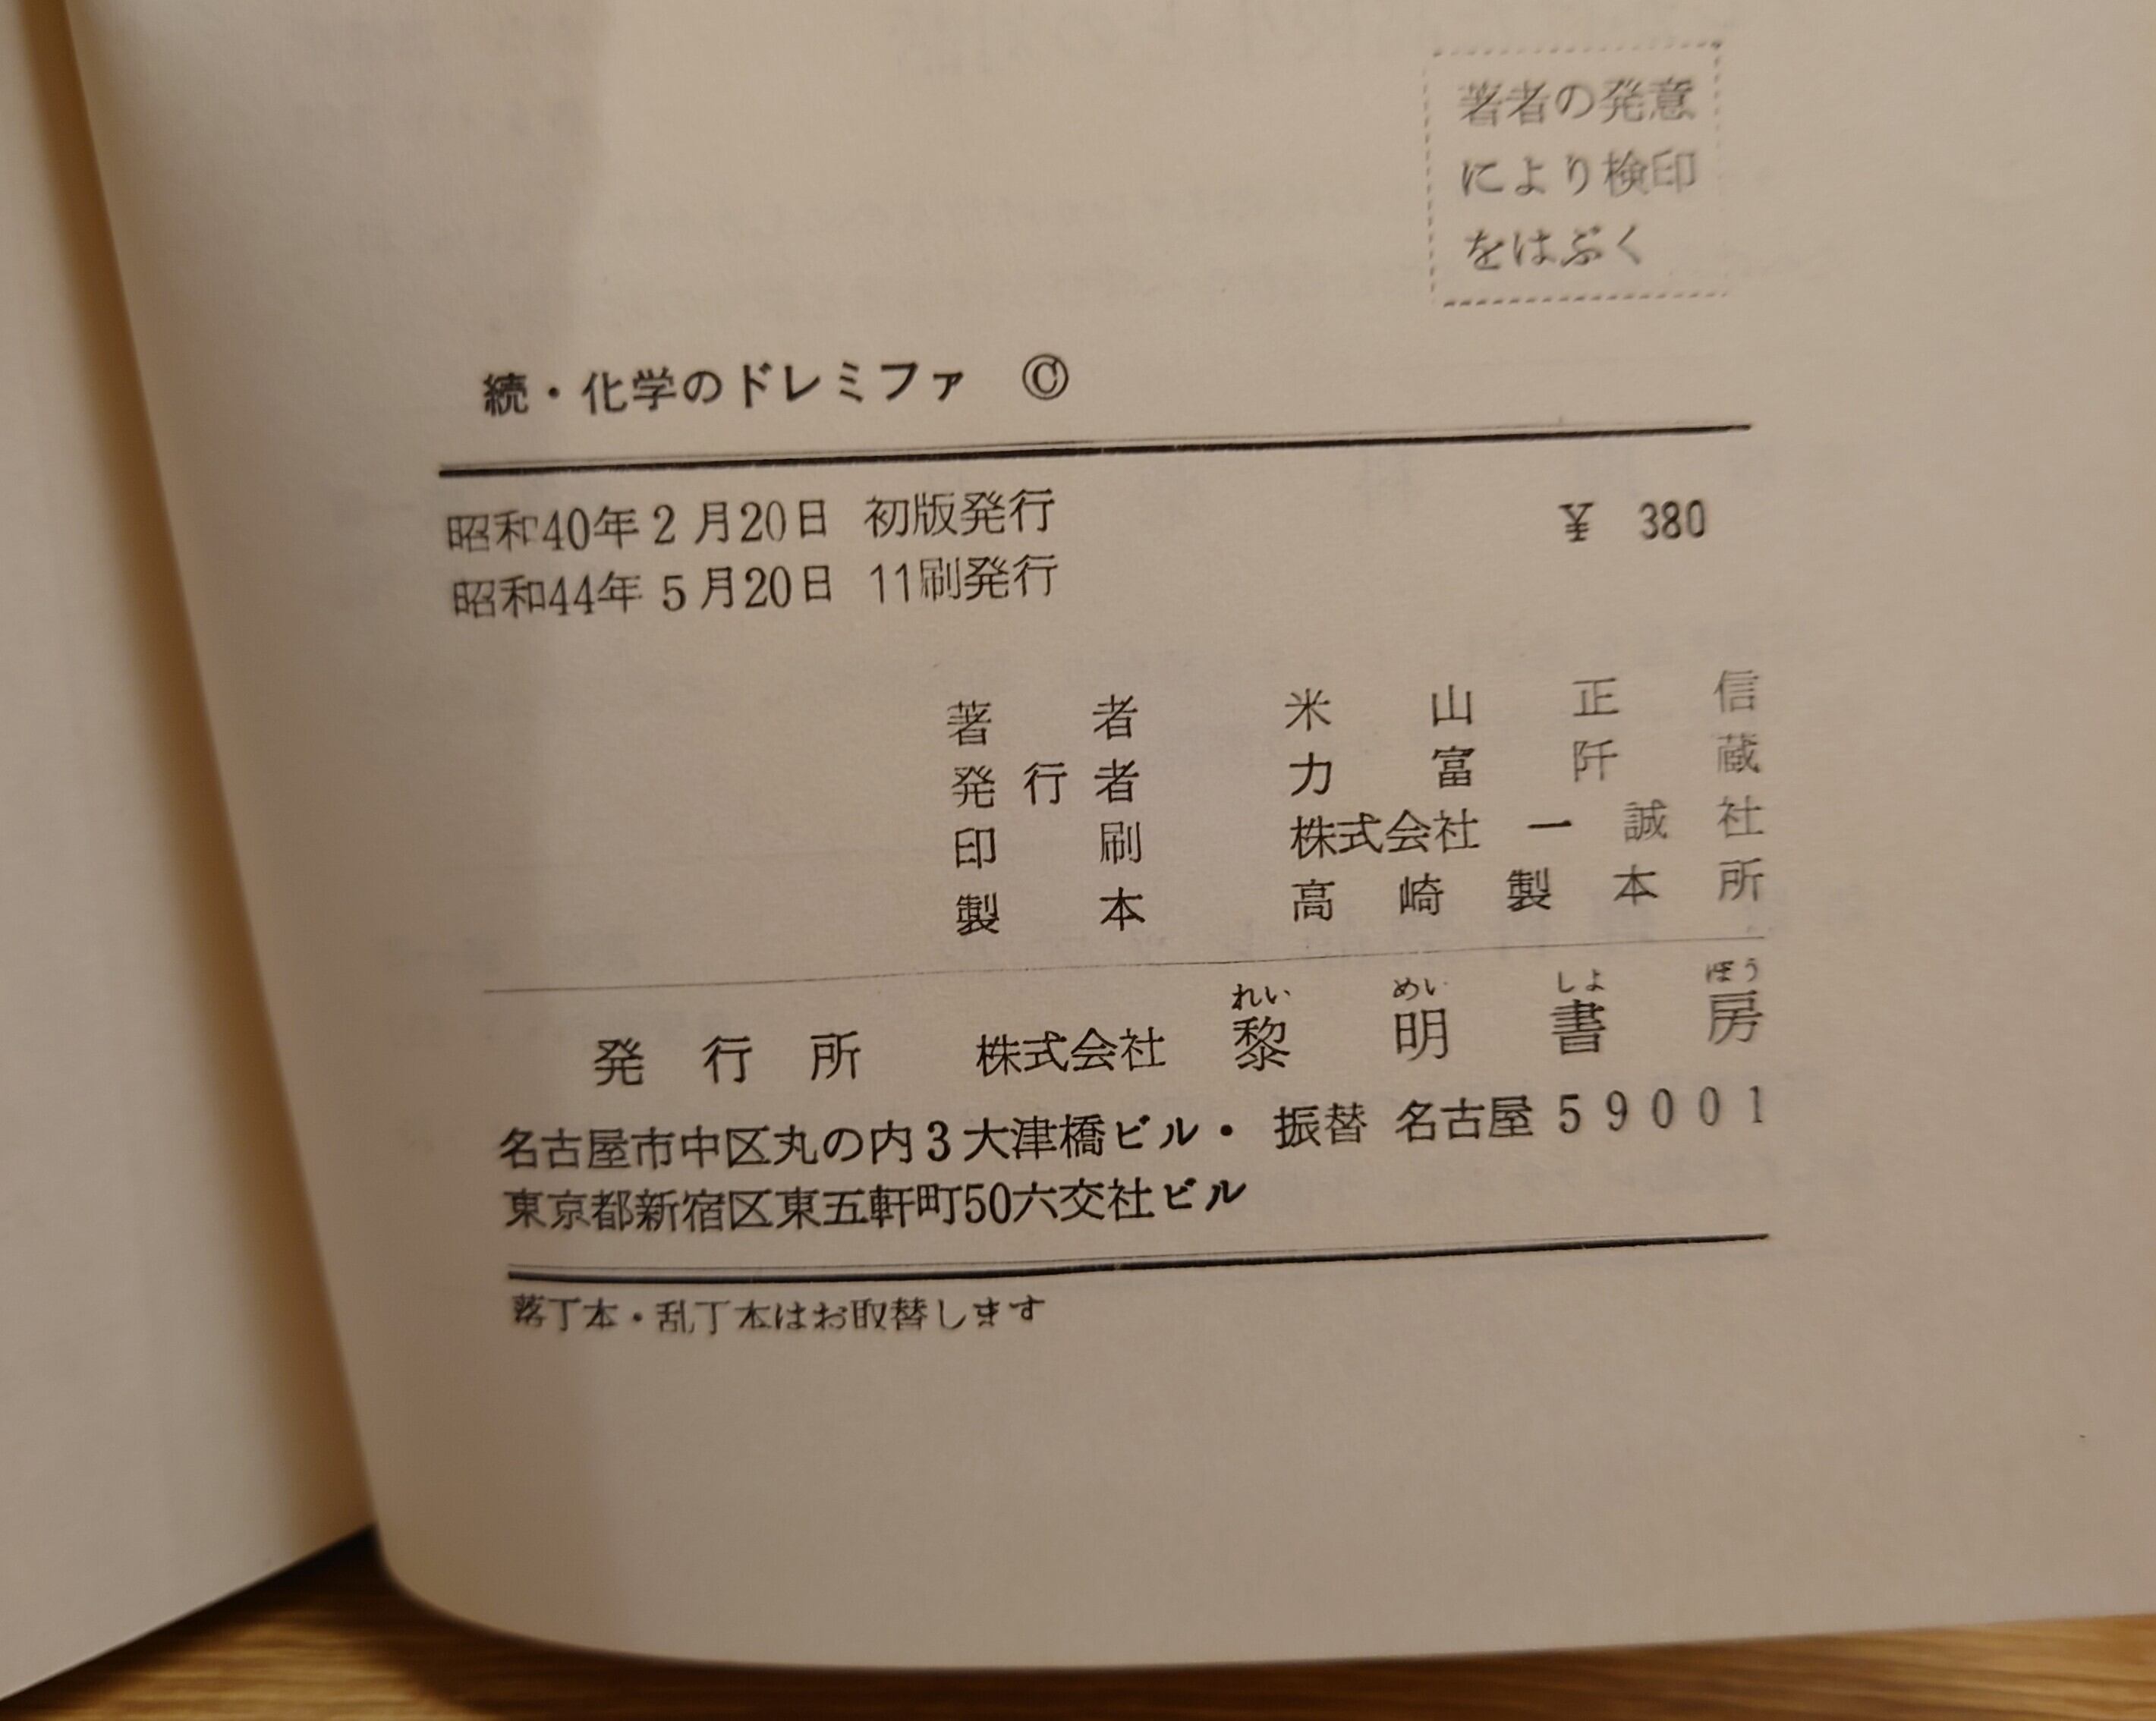 著者の発意
により検印
をはぶく
続・化学のドレミファ Ⓒ
昭和40年2月20日 初版発行 ¥ 380
昭和44年5月20日 11刷発行
著者 米山正信
発行者 力富阡蔵
印刷 株式会社 一誠社
製本 高崎製本所
れい めい しよ ぼう
発行所 株式会社 黎明書房
名古屋市中区丸の内3大津橋ビル・振替 名古屋59001
東京都新宿区東五軒町50六交社ビル
落丁本・乱丁本はお取替します